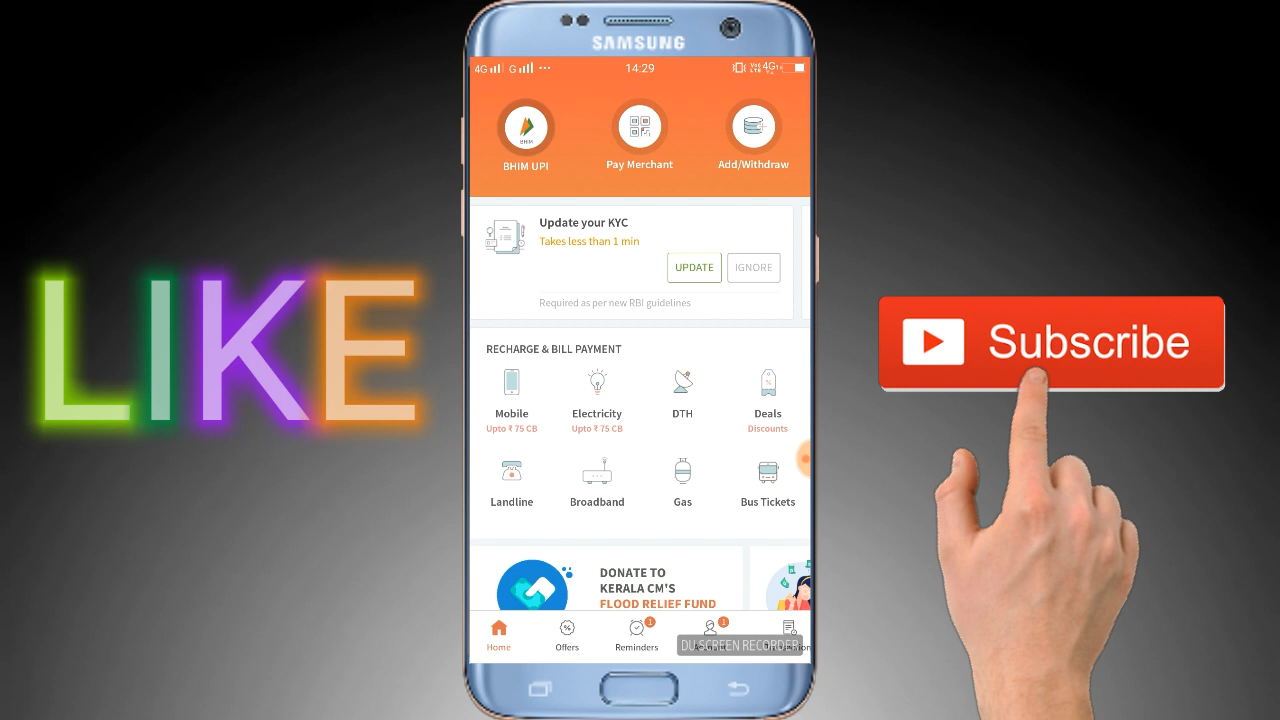 SAMSUNG
4G G ... 14:29 4G
BHIM
BHIM UPI Pay Merchant Add/Withdraw
Update your KYC
Takes less than 1 min
UPDATE IGNORE
Required as per new RBI guidelines
RECHARGE & BILL PAYMENT
Mobile Electricity DTH Deals
Upto ₹ 75 CB Upto ₹ 75 CB Discounts
Landline Broadband Gas Bus Tickets
DONATE TO
KERALA CM'S
FLOOD RELIEF FUND
1 1
Home Offers Reminders
DU SCREEN RECORDER
LIKE
Subscribe